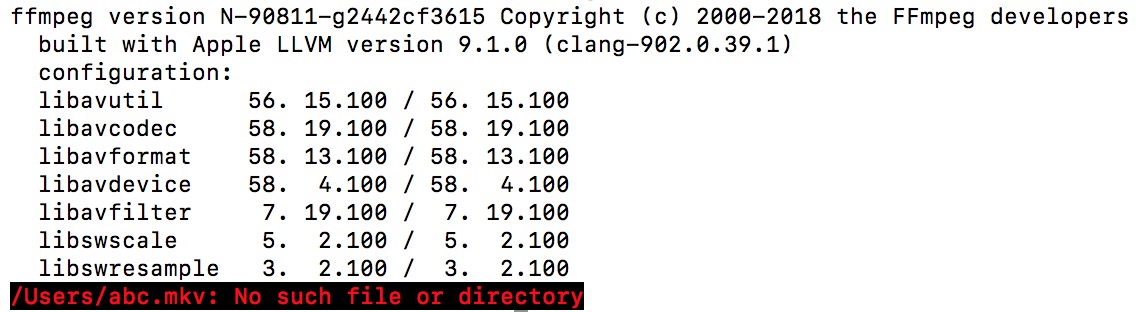 ffmpeg version N-90811-g2442cf3615 Copyright (c) 2000-2018 the FFmpeg developers
  built with Apple LLVM version 9.1.0 (clang-902.0.39.1)
  configuration:
  libavutil      56. 15.100 / 56. 15.100
  libavcodec     58. 19.100 / 58. 19.100
  libavformat    58. 13.100 / 58. 13.100
  libavdevice    58.  4.100 / 58.  4.100
  libavfilter     7. 19.100 /  7. 19.100
  libswscale      5.  2.100 /  5.  2.100
  libswresample   3.  2.100 /  3.  2.100
/Users/abc.mkv: No such file or directory